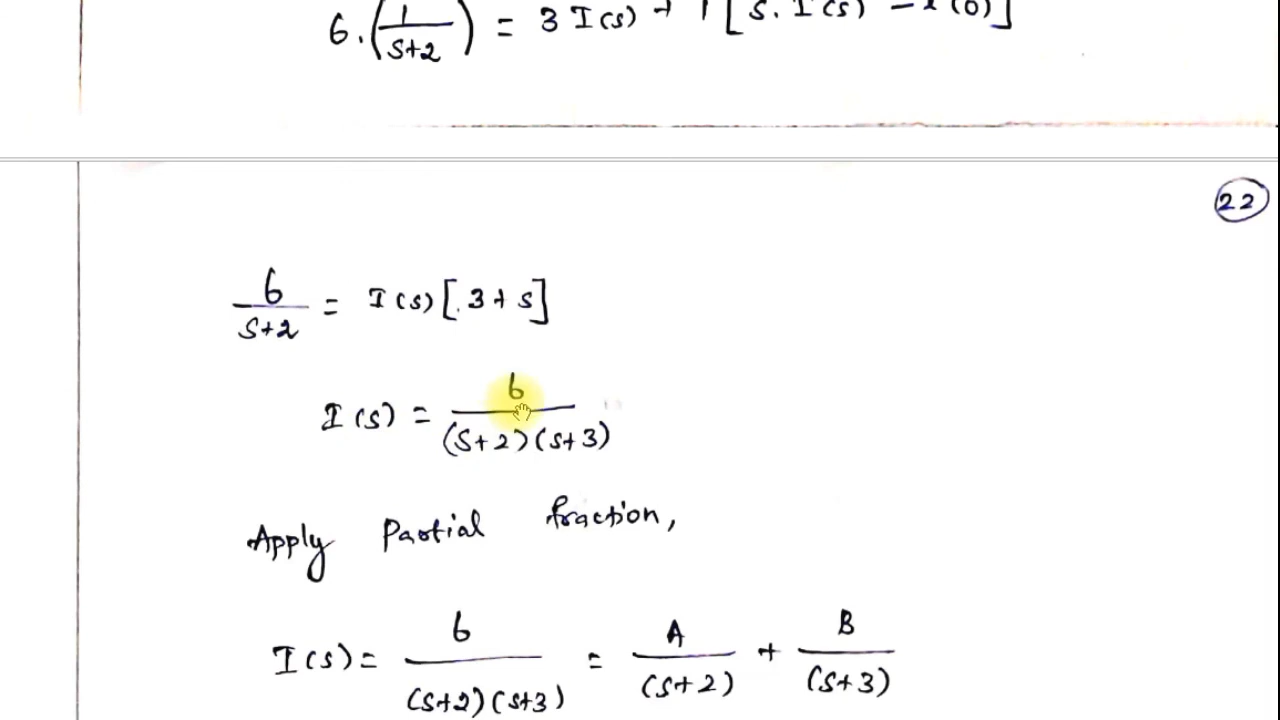 6.(1/(S+2)) = 3 I(s) + 1[s. I(s) - i(0)]
22
6/(S+2) = I(s)[3 + s]
I(s) = 6/((S+2)(S+3))
Apply Partial fraction,
I(s) = 6/((S+2)(S+3)) = A/(S+2) + B/(S+3)